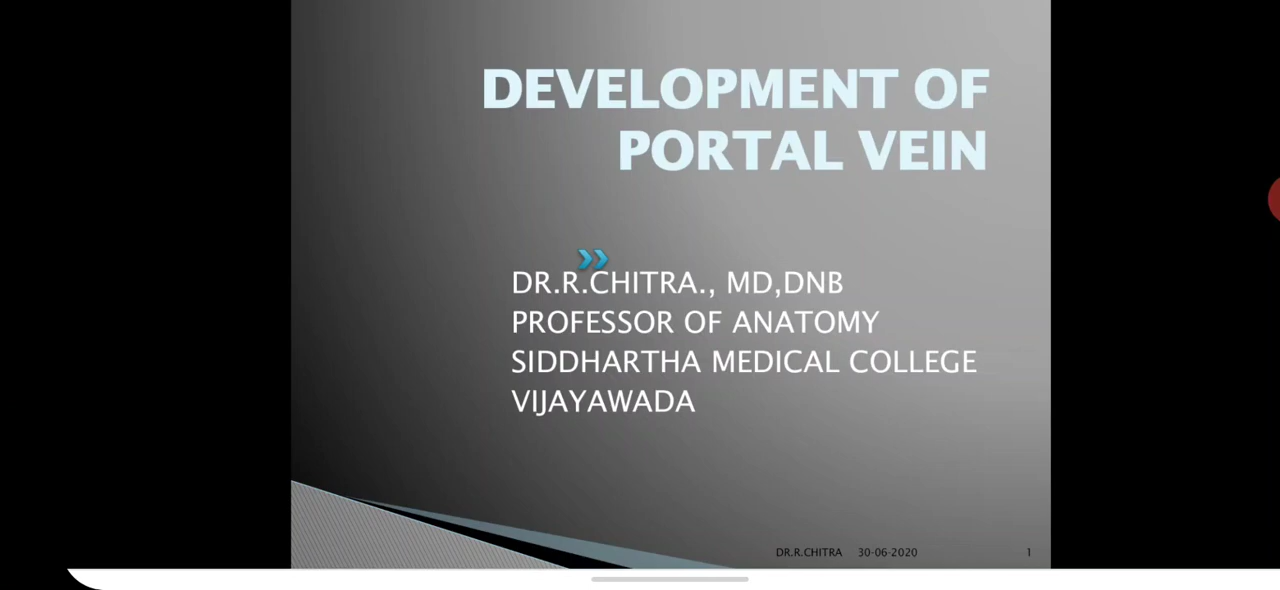 DEVELOPMENT OF
PORTAL VEIN
DR.R.CHITRA., MD,DNB
PROFESSOR OF ANATOMY
SIDDHARTHA MEDICAL COLLEGE
VIJAYAWADA
DR.R.CHITRA 30-06-2020 1